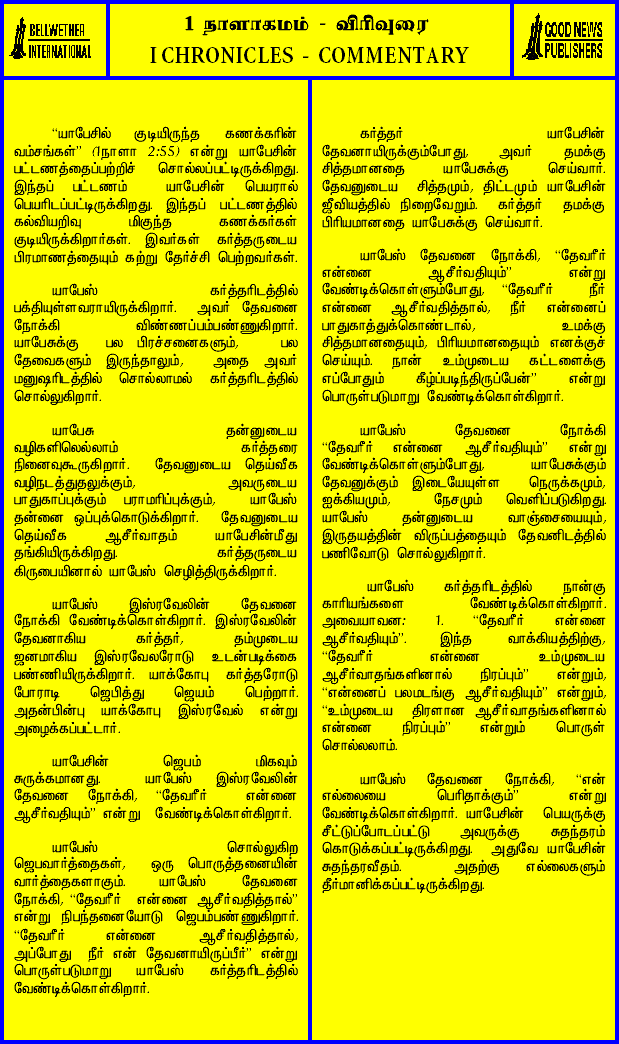 BELLWETHER
INTERNATIONAL
1 நாளாகமம் - விரிவுரை
I CHRONICLES - COMMENTARY
GOOD NEWS
PUBLISHERS
“யாபேசில் குடியிருந்த கணக்கரின்
வம்சங்கள்” (1நாளா 2:55) என்று யாபேசின்
பட்டணத்தைப்பற்றிச் சொல்லப்பட்டிருக்கிறது.
இந்தப் பட்டணம் யாபேசின் பெயரால்
பெயரிடப்பட்டிருக்கிறது. இந்தப் பட்டணத்தில்
கல்வியறிவு மிகுந்த கணக்கர்கள்
குடியிருக்கிறார்கள். இவர்கள் கர்த்தருடைய
பிரமாணத்தையும் கற்று தேர்ச்சி பெற்றவர்கள்.
யாபேஸ் கர்த்தரிடத்தில்
பக்தியுள்ளவராயிருக்கிறார். அவர் தேவனை
நோக்கி விண்ணப்பம்பண்ணுகிறார்.
யாபேசுக்கு பல பிரச்சனைகளும், பல
தேவைகளும் இருந்தாலும், அதை அவர்
மனுஷரிடத்தில் சொல்லாமல் கர்த்தரிடத்தில்
சொல்லுகிறார்.
யாபேசு தன்னுடைய
வழிகளிலெல்லாம் கர்த்தரை
நினைவுகூருகிறார். தேவனுடைய தெய்வீக
வழிநடத்துதலுக்கும், அவருடைய
பாதுகாப்புக்கும் பராமரிப்புக்கும், யாபேஸ்
தன்னை ஒப்புக்கொடுக்கிறார். தேவனுடைய
தெய்வீக ஆசீர்வாதம் யாபேசின்மீது
தங்கியிருக்கிறது. கர்த்தருடைய
கிருபையினால் யாபேஸ் செழித்திருக்கிறார்.
யாபேஸ் இஸ்ரவேலின் தேவனை
நோக்கி வேண்டிக்கொள்கிறார். இஸ்ரவேலின்
தேவனாகிய கர்த்தர், தம்முடைய
ஜனமாகிய இஸ்ரவேலரோடு உடன்படிக்கை
பண்ணியிருக்கிறார். யாக்கோபு கர்த்தரோடு
போராடி ஜெபித்து ஜெயம் பெற்றார்.
அதன்பின்பு யாக்கோபு இஸ்ரவேல் என்று
அழைக்கப்பட்டார்.
யாபேசின் ஜெபம் மிகவும்
சுருக்கமானது. யாபேஸ் இஸ்ரவேலின்
தேவனை நோக்கி, “தேவரீர் என்னை
ஆசீர்வதியும்” என்று வேண்டிக்கொள்கிறார்.
யாபேஸ் சொல்லுகிற
ஜெபவார்த்தைகள், ஒரு பொருத்தனையின்
வார்த்தைகளாகும். யாபேஸ் தேவனை
நோக்கி, “தேவரீர் என்னை ஆசீர்வதித்தால்”
என்று நிபந்தனையோடு ஜெபம்பண்ணுகிறார்.
“தேவரீர் என்னை ஆசீர்வதித்தால்,
அப்போது நீர் என் தேவனாயிருப்பீர்” என்று
பொருள்படுமாறு யாபேஸ் கர்த்தரிடத்தில்
வேண்டிக்கொள்கிறார்.
கர்த்தர் யாபேசின்
தேவனாயிருக்கும்போது, அவர் தமக்கு
சித்தமானதை யாபேசுக்கு செய்வார்.
தேவனுடைய சித்தமும், திட்டமும் யாபேசின்
ஜீவியத்தில் நிறைவேறும். கர்த்தர் தமக்கு
பிரியமானதை யாபேசுக்கு செய்வார்.
யாபேஸ் தேவனை நோக்கி, “தேவரீர்
என்னை ஆசீர்வதியும்” என்று
வேண்டிக்கொள்ளும்போது, “தேவரீர் நீர்
என்னை ஆசீர்வதித்தால், நீர் என்னைப்
பாதுகாத்துக்கொண்டால், உமக்கு
சித்தமானதையும், பிரியமானதையும் எனக்குச்
செய்யும். நான் உம்முடைய கட்டளைக்கு
எப்போதும் கீழ்ப்படிந்திருப்பேன்” என்று
பொருள்படுமாறு வேண்டிக்கொள்கிறார்.
யாபேஸ் தேவனை நோக்கி
“தேவரீர் என்னை ஆசீர்வதியும்” என்று
வேண்டிக்கொள்ளும்போது, யாபேசுக்கும்
தேவனுக்கும் இடையேயுள்ள நெருக்கமும்,
ஐக்கியமும், நேசமும் வெளிப்படுகிறது.
யாபேஸ் தன்னுடைய வாஞ்சையையும்,
இருதயத்தின் விருப்பத்தையும் தேவனிடத்தில்
பணிவோடு சொல்லுகிறார்.
யாபேஸ் கர்த்தரிடத்தில் நான்கு
காரியங்களை வேண்டிக்கொள்கிறார்.
அவையாவன: 1. “தேவரீர் என்னை
ஆசீர்வதியும்”. இந்த வாக்கியத்திற்கு,
“தேவரீர் என்னை உம்முடைய
ஆசீர்வாதங்களினால் நிரப்பும்” என்றும்,
“என்னைப் பலமடங்கு ஆசீர்வதியும்” என்றும்,
“உம்முடைய திரளான ஆசீர்வாதங்களினால்
என்னை நிரப்பும்” என்றும் பொருள்
சொல்லலாம்.
யாபேஸ் தேவனை நோக்கி, “என்
எல்லையை பெரிதாக்கும்” என்று
வேண்டிக்கொள்கிறார். யாபேசின் பெயருக்கு
சீட்டுப்போடப்பட்டு அவருக்கு சுதந்தரம்
கொடுக்கப்பட்டிருக்கிறது. அதுவே யாபேசின்
சுதந்தரவீதம். அதற்கு எல்லைகளும்
தீர்மானிக்கப்பட்டிருக்கிறது.